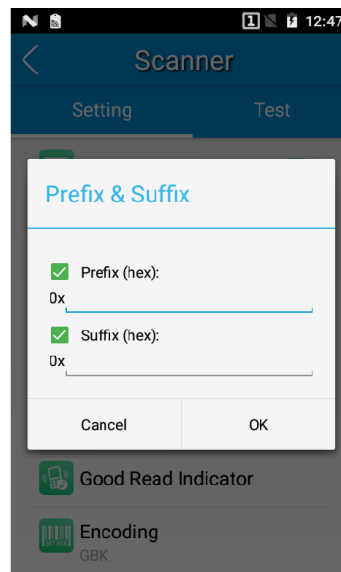 N 1 12:47
Scanner
Setting Test
Prefix & Suffix
Prefix (hex):
0x
Suffix (hex):
0x
Cancel OK
Good Read Indicator
Encoding
GBK